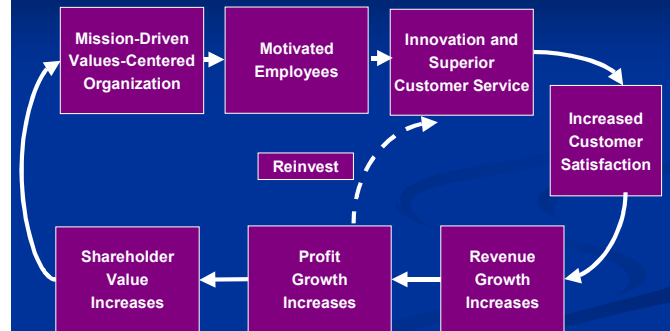 Mission-Driven
Values-Centered
Organization
Motivated
Employees
Innovation and
Superior
Customer Service
Increased
Customer
Satisfaction
Reinvest
Shareholder
Value
Increases
Profit
Growth
Increases
Revenue
Growth
Increases